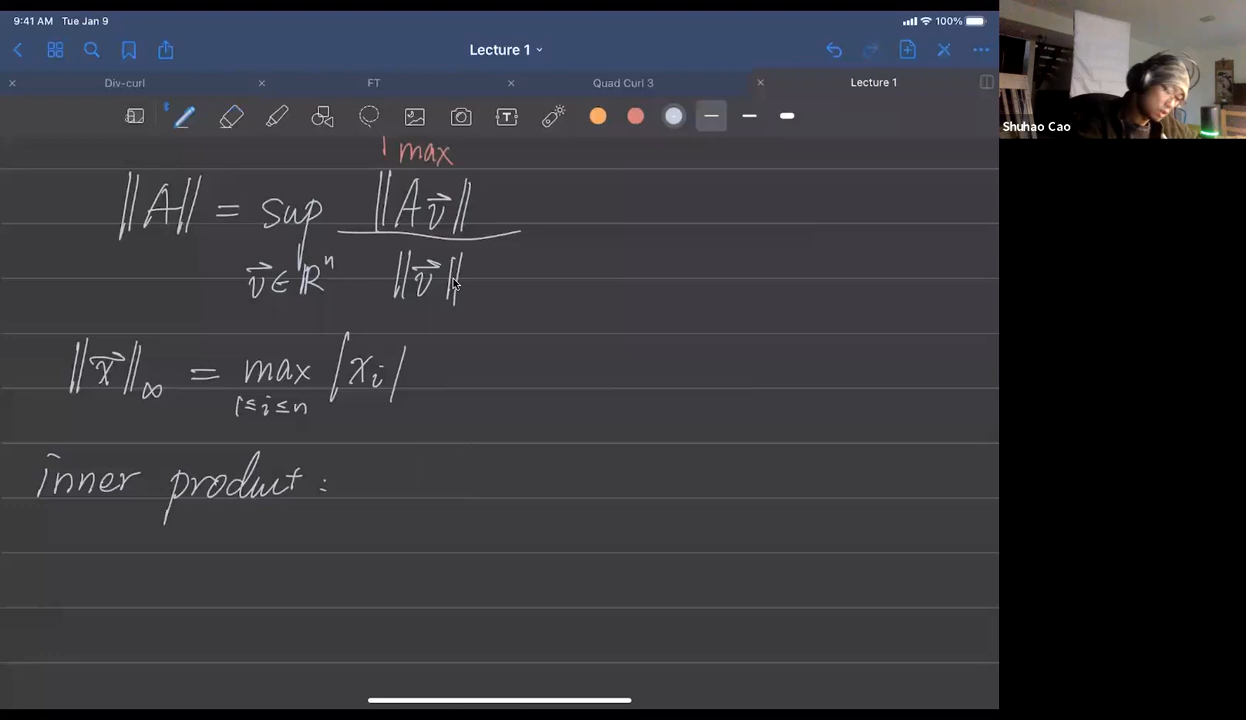 9:41 AM Tue Jan 9
100%
Lecture 1
Div-curl
FT
Quad Curl 3
Lecture 1
Shuhao Cao
max
‖A‖ = sup ‖Av⃗‖
v⃗ ∈ ℝⁿ ‖v⃗‖
‖x⃗‖∞ = max |xᵢ|
1≤i≤n
inner product :